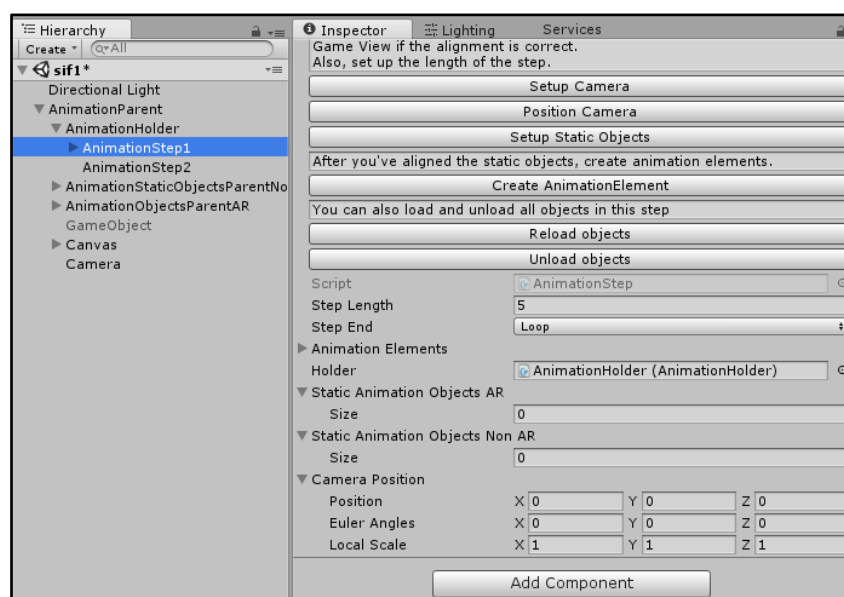 Hierarchy
Create
All
sif1*
Directional Light
AnimationParent
AnimationHolder
AnimationStep1
AnimationStep2
AnimationStaticObjectsParentNo
AnimationObjectsParentAR
GameObject
Canvas
Camera
Inspector Lighting Services
Game View if the alignment is correct.
Also, set up the length of the step.
Setup Camera
Position Camera
Setup Static Objects
After you've aligned the static objects, create animation elements.
Create AnimationElement
You can also load and unload all objects in this step
Reload objects
Unload objects
Script AnimationStep
Step Length 5
Step End Loop
Animation Elements
Holder AnimationHolder (AnimationHolder)
Static Animation Objects AR
Size 0
Static Animation Objects Non AR
Size 0
Camera Position
Position X 0 Y 0 Z 0
Euler Angles X 0 Y 0 Z 0
Local Scale X 1 Y 1 Z 1
Add Component